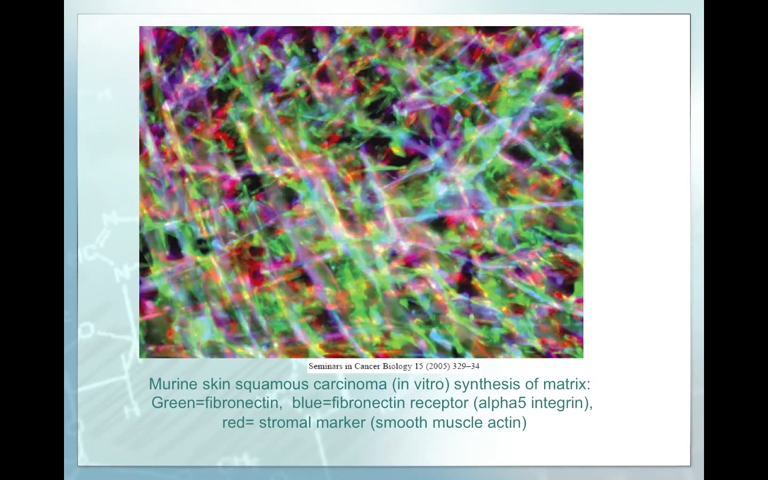 Seminars in Cancer Biology 15 (2005) 329–34
Murine skin squamous carcinoma (in vitro) synthesis of matrix:
Green=fibronectin,  blue=fibronectin receptor (alpha5 integrin),
red= stromal marker (smooth muscle actin)